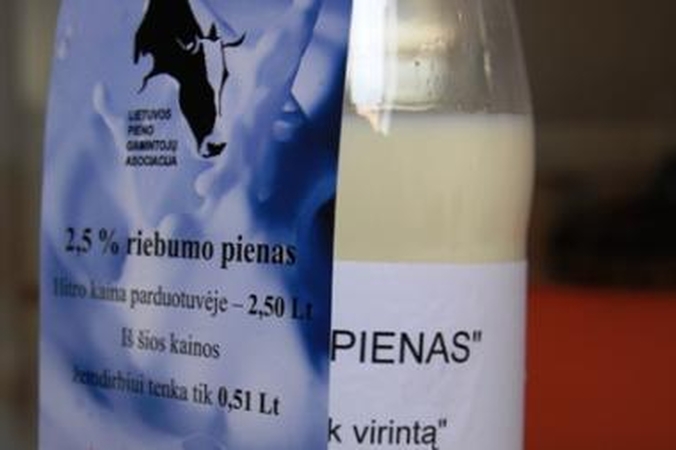 LIETUVOS
PIENO
GAMINTOJŲ
ASOCIACIJA
2,5 % riebumo pienas
litro kaina parduotuvėje – 2,50 Lt
Iš šios kainos
žemdirbiui tenka tik 0,51 Lt
PIENAS"
k virintą"